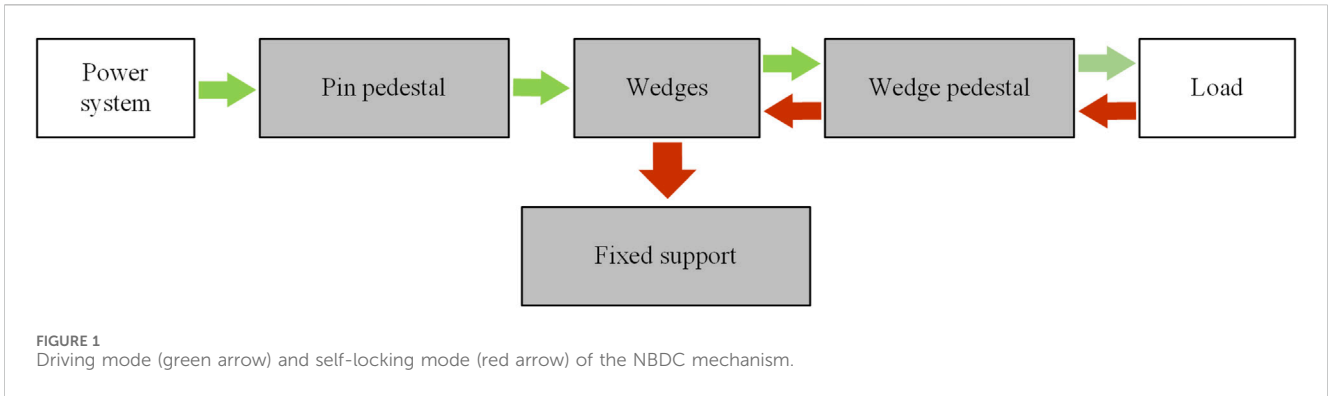 Power
system
Pin pedestal
Wedges
Wedge pedestal
Load
Fixed support
FIGURE 1
Driving mode (green arrow) and self-locking mode (red arrow) of the NBDC mechanism.